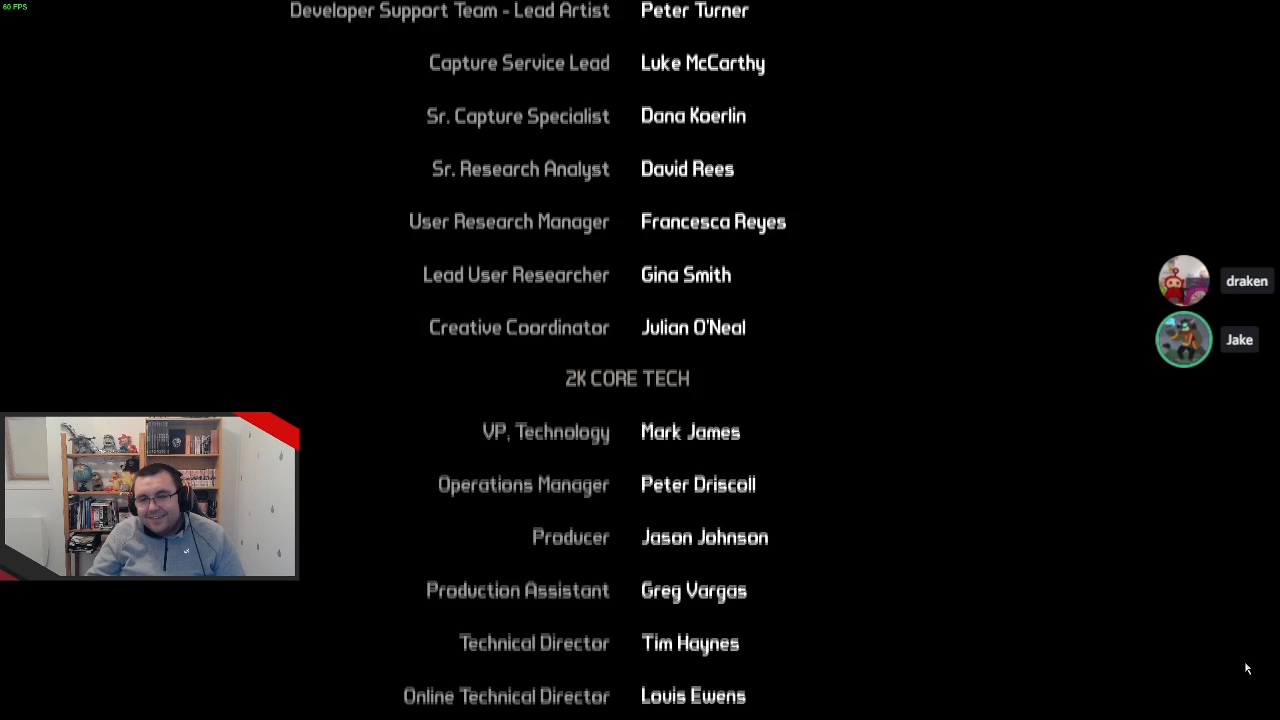 60 FPS
Developer Support Team - Lead Artist Peter Turner
Capture Service Lead Luke McCarthy
Sr. Capture Specialist Dana Koerlin
Sr. Research Analyst David Rees
User Research Manager Francesca Reyes
draken
Lead User Researcher Gina Smith
Creative Coordinator Julian O'Neal
Jake
2K CORE TECH
VP, Technology Mark James
Operations Manager Peter Driscoll
Producer Jason Johnson
Production Assistant Greg Vargas
Technical Director Tim Haynes
Online Technical Director Louis Ewens